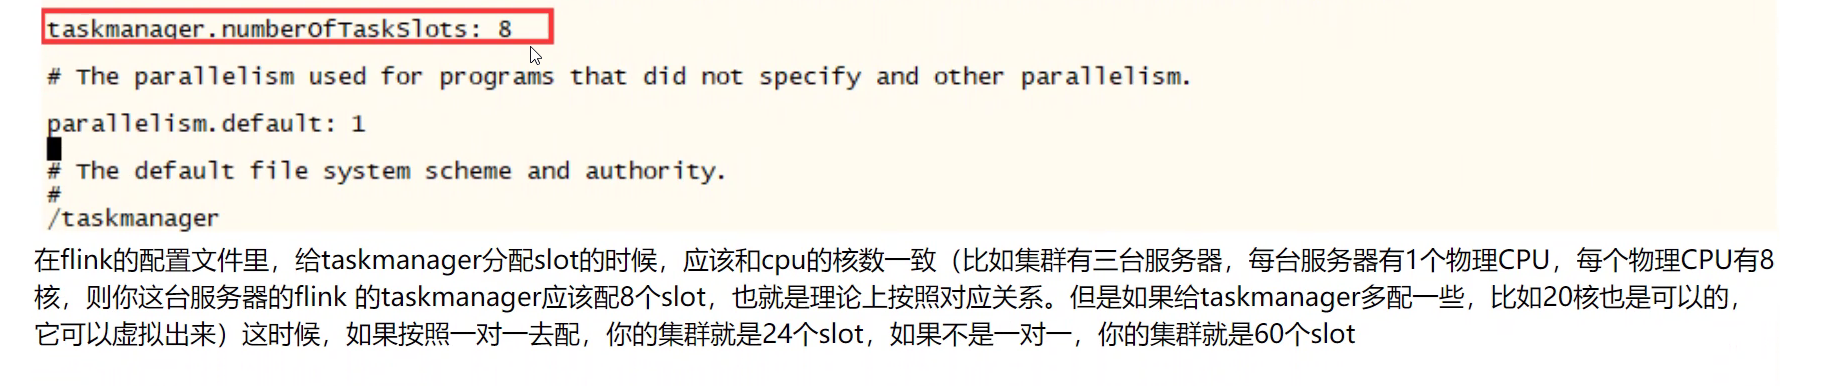 taskmanager.numberOfTaskSlots: 8
# The parallelism used for programs that did not specify and other parallelism.
parallelism.default: 1
# The default file system scheme and authority.
#
/taskmanager
在flink的配置文件里，给taskmanager分配slot的时候，应该和cpu的核数一致（比如集群有三台服务器，每台服务器有1个物理CPU，每个物理CPU有8
核，则你这台服务器的flink 的taskmanager应该配8个slot，也就是理论上按照对应关系。但是如果给taskmanager多配一些，比如20核也是可以的，
它可以虚拟出来）这时候，如果按照一对一去配，你的集群就是24个slot，如果不是一对一，你的集群就是60个slot